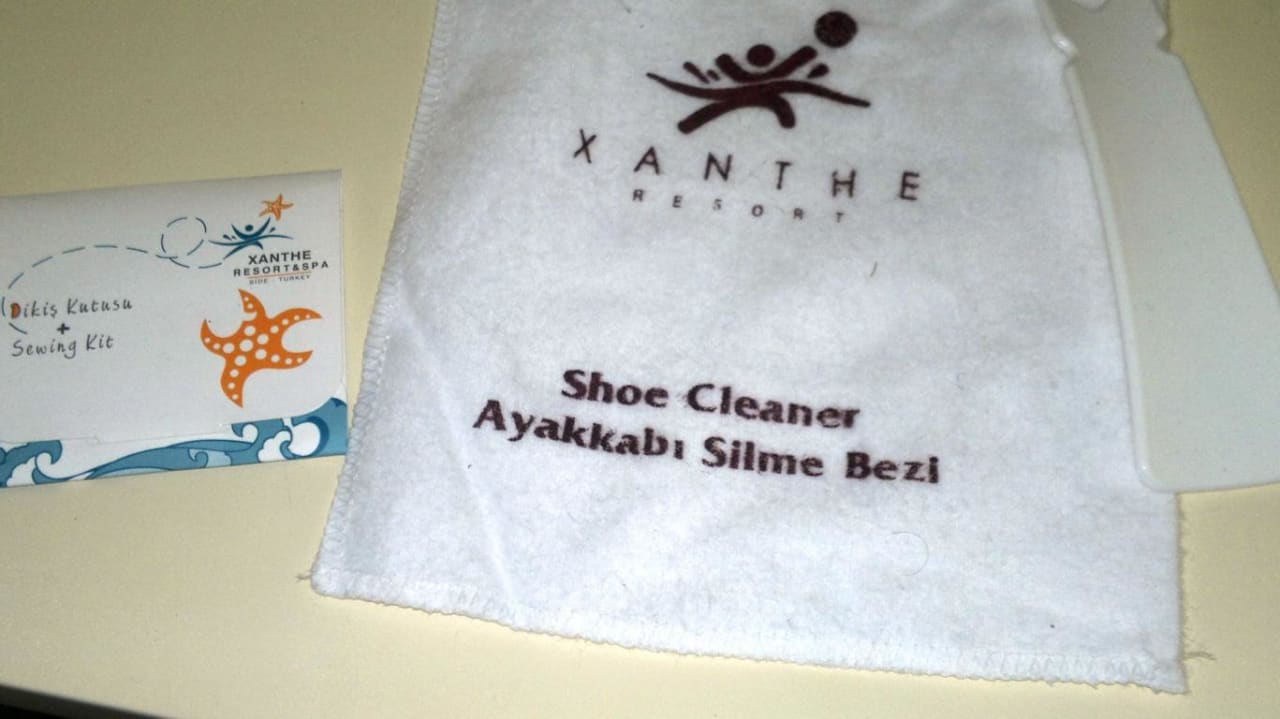 XANTHE
RESORT&SPA
SIDE - TURKEY
Dikiş Kutusu
+
Sewing Kit
XANTHE
RESORT
Shoe Cleaner
Ayakkabı Silme Bezi